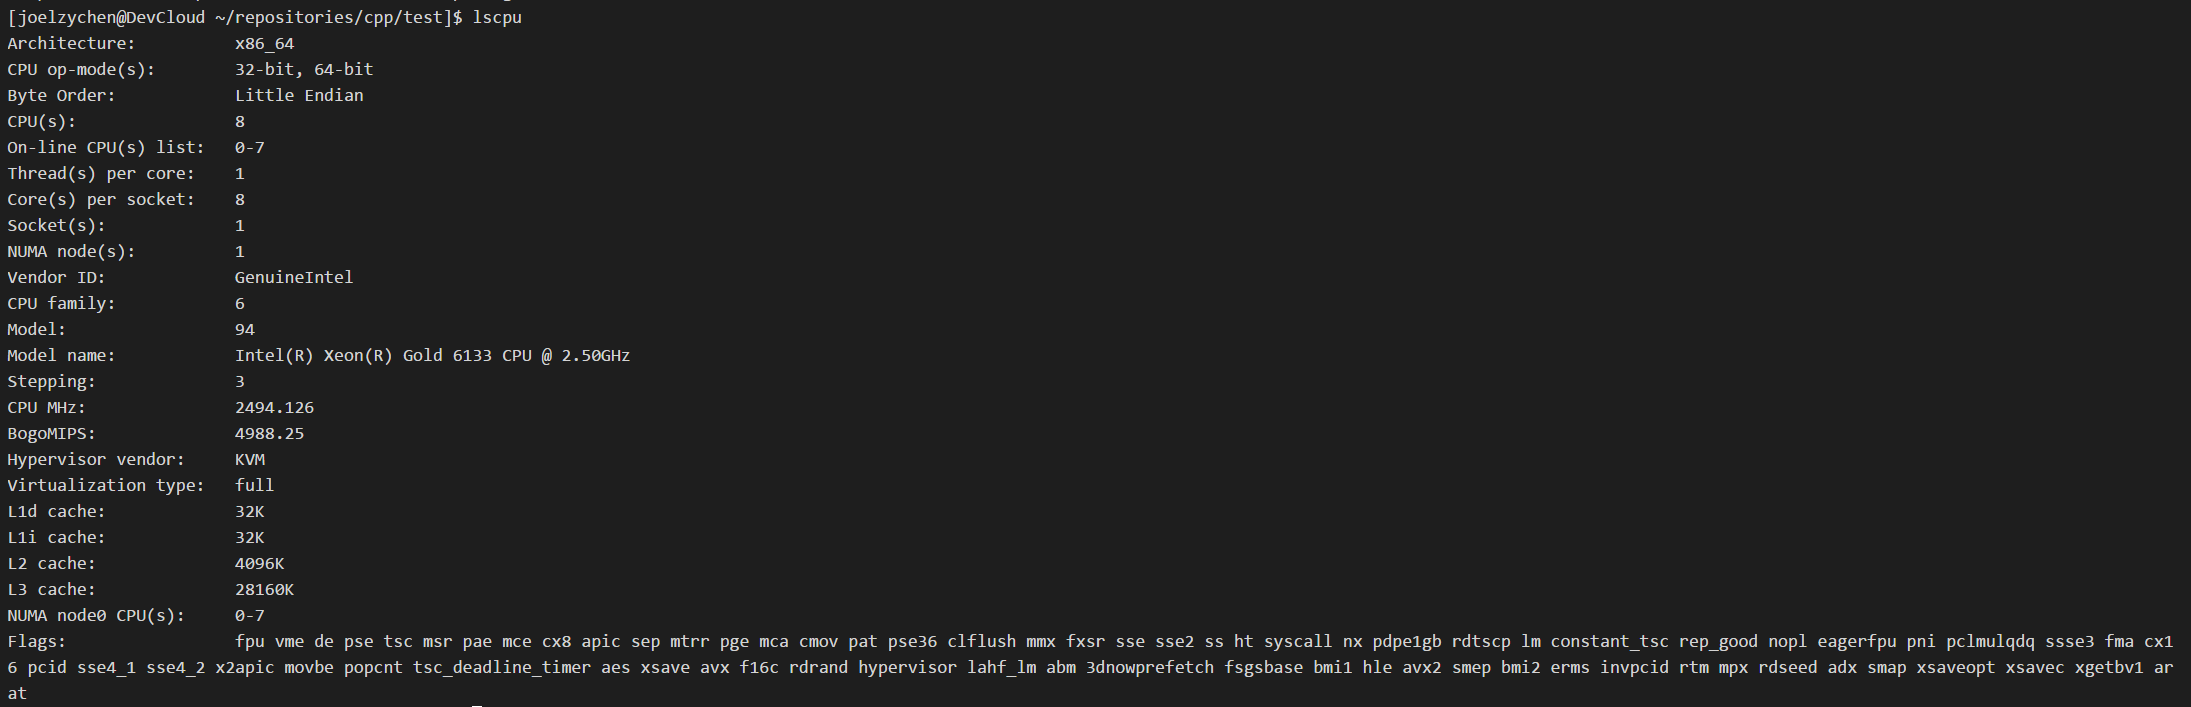 [joelzychen@DevCloud ~/repositories/cpp/test]$ lscpu
Architecture:          x86_64
CPU op-mode(s):        32-bit, 64-bit
Byte Order:            Little Endian
CPU(s):                8
On-line CPU(s) list:   0-7
Thread(s) per core:    1
Core(s) per socket:    8
Socket(s):             1
NUMA node(s):          1
Vendor ID:             GenuineIntel
CPU family:            6
Model:                 94
Model name:            Intel(R) Xeon(R) Gold 6133 CPU @ 2.50GHz
Stepping:              3
CPU MHz:               2494.126
BogoMIPS:              4988.25
Hypervisor vendor:     KVM
Virtualization type:   full
L1d cache:             32K
L1i cache:             32K
L2 cache:              4096K
L3 cache:              28160K
NUMA node0 CPU(s):     0-7
Flags:                 fpu vme de pse tsc msr pae mce cx8 apic sep mtrr pge mca cmov pat pse36 clflush mmx fxsr sse sse2 ss ht syscall nx pdpe1gb rdtscp lm constant_tsc rep_good nopl eagerfpu pni pclmulqdq ssse3 fma cx1
6 pcid sse4_1 sse4_2 x2apic movbe popcnt tsc_deadline_timer aes xsave avx f16c rdrand hypervisor lahf_lm abm 3dnowprefetch fsgsbase bmi1 hle avx2 smep bmi2 erms invpcid rtm mpx rdseed adx smap xsaveopt xsavec xgetbv1 ar
at